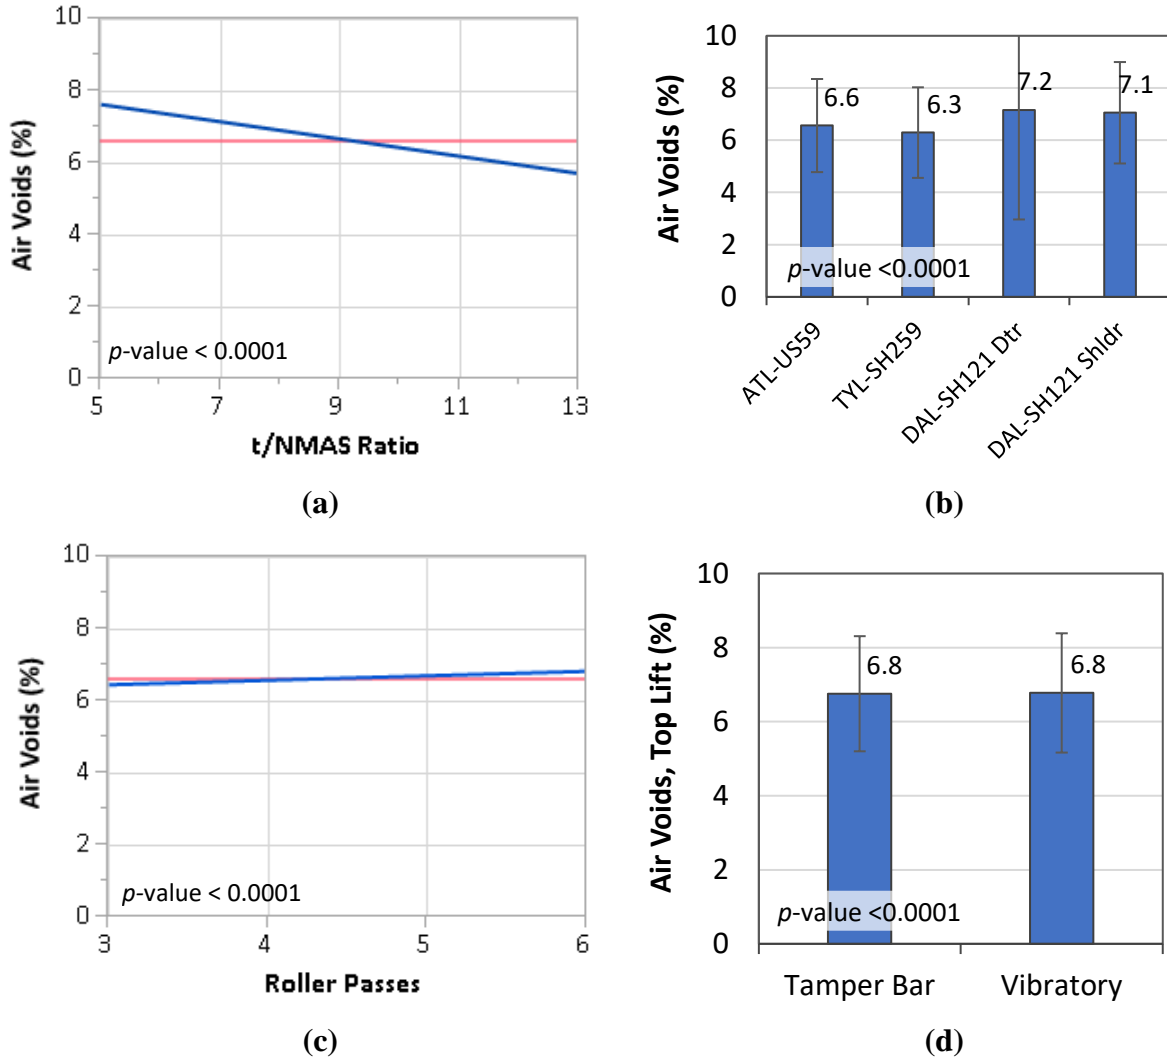 10
8
6
4
2
0
Air Voids (%)
p-value < 0.0001
5 7 9 11 13
t/NMAS Ratio
(a)
10
8
6
4
2
0
Air Voids (%)
6.6 6.3 7.2 7.1
p-value <0.0001
ATL-US59
TYL-SH259
DAL-SH121 Dtr
DAL-SH121 Shldr
(b)
10
8
6
4
2
0
Air Voids (%)
p-value < 0.0001
3 4 5 6
Roller Passes
(c)
10
8
6
4
2
0
Air Voids, Top Lift (%)
6.8 6.8
p-value <0.0001
Tamper Bar Vibratory
(d)